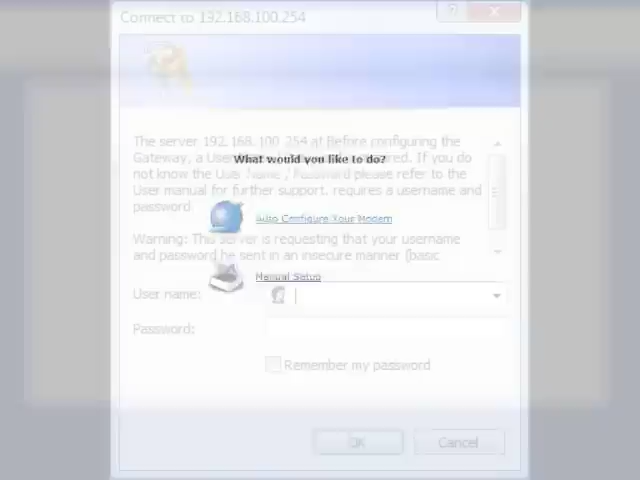 Connect to 192.168.100.254
The server 192.168.100.254 at Before configuring the
Gateway, a User required. If you do
What would you like to do?
not know the User Name / Password please refer to the
User manual for further support. requires a username and
password.
Auto Configure Your Modem
Warning: This server is requesting that your username
and password be sent in an insecure manner (basic
Manual Setup
User name:
Password:
Remember my password
OK
Cancel